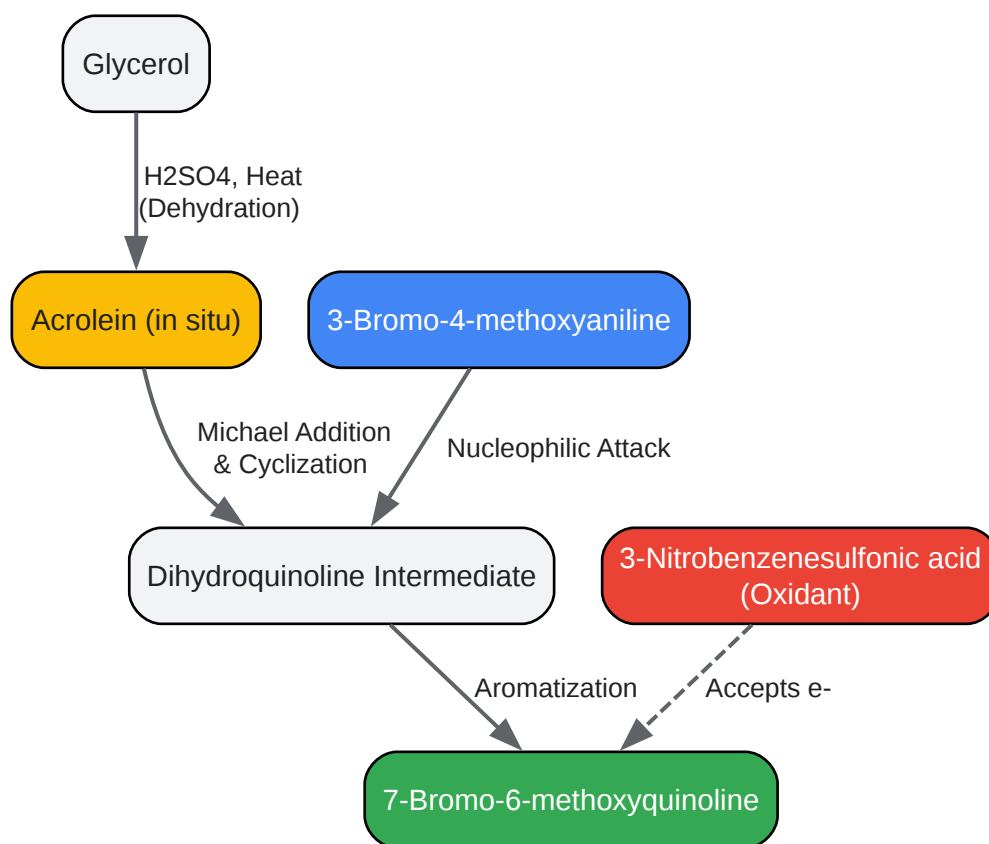 Glycerol
H2SO4, Heat
(Dehydration)
Acrolein (in situ)
3-Bromo-4-methoxyaniline
Michael Addition
& Cyclization
Nucleophilic Attack
Dihydroquinoline Intermediate
3-Nitrobenzenesulfonic acid
(Oxidant)
Aromatization
Accepts e-
7-Bromo-6-methoxyquinoline